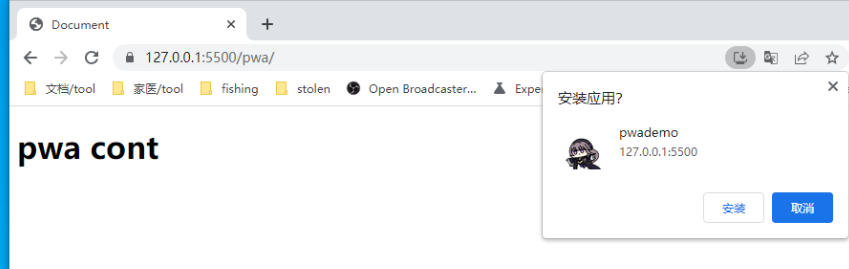 Document
127.0.0.1:5500/pwa/
文档/tool
家医/tool
fishing
stolen
Open Broadcaster...
Expe
pwa cont
安装应用?
pwademo
127.0.0.1:5500
安装
取消